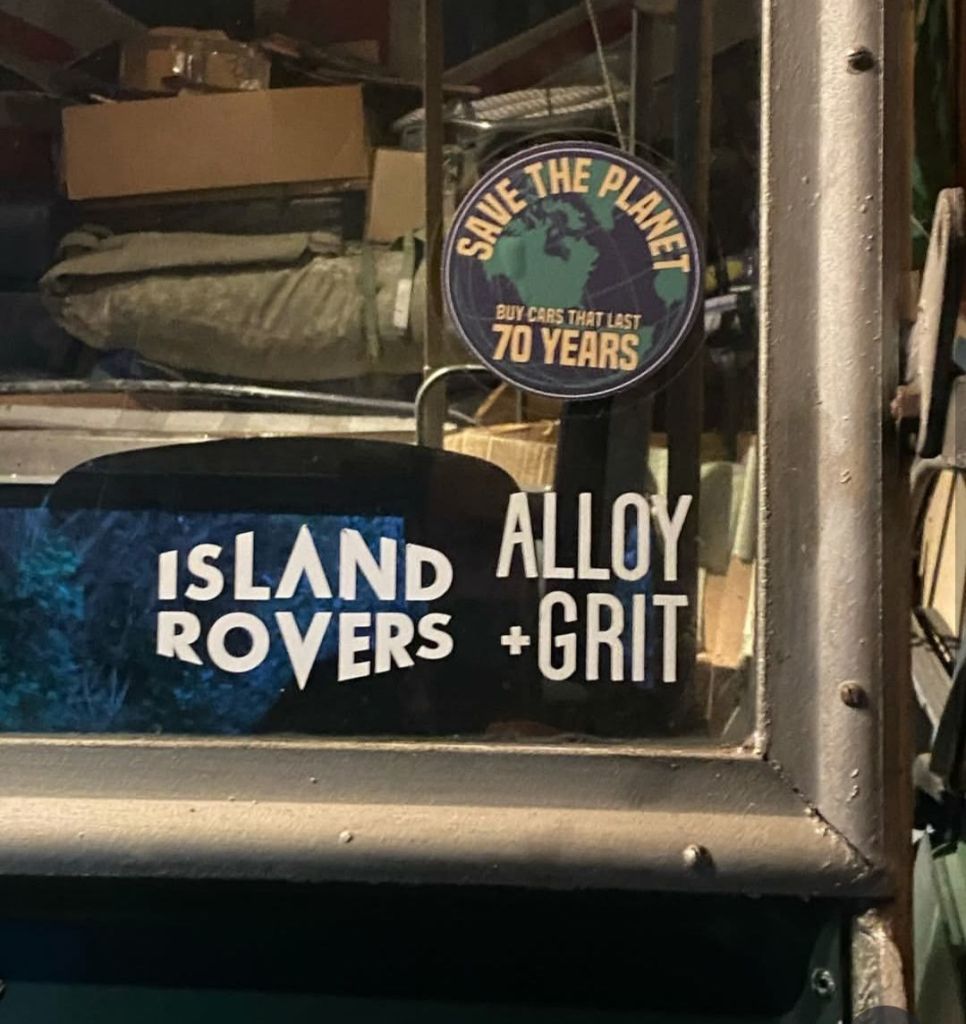 SAVE THE PLANET
BUY CARS THAT LAST
70 YEARS
ISLAND
ROVERS
ALLOY
+GRIT